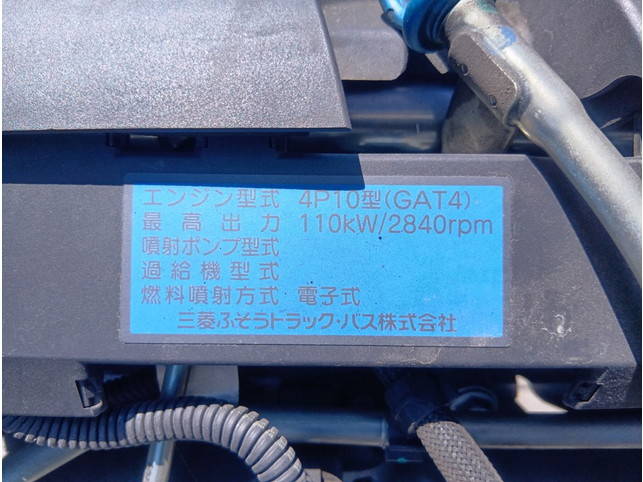 エンジン型式 4P10型(GAT4)
最高出力 110kW/2840rpm
噴射ポンプ型式
過給機型式
燃料噴射方式 電子式
三菱ふそうトラック・バス株式会社